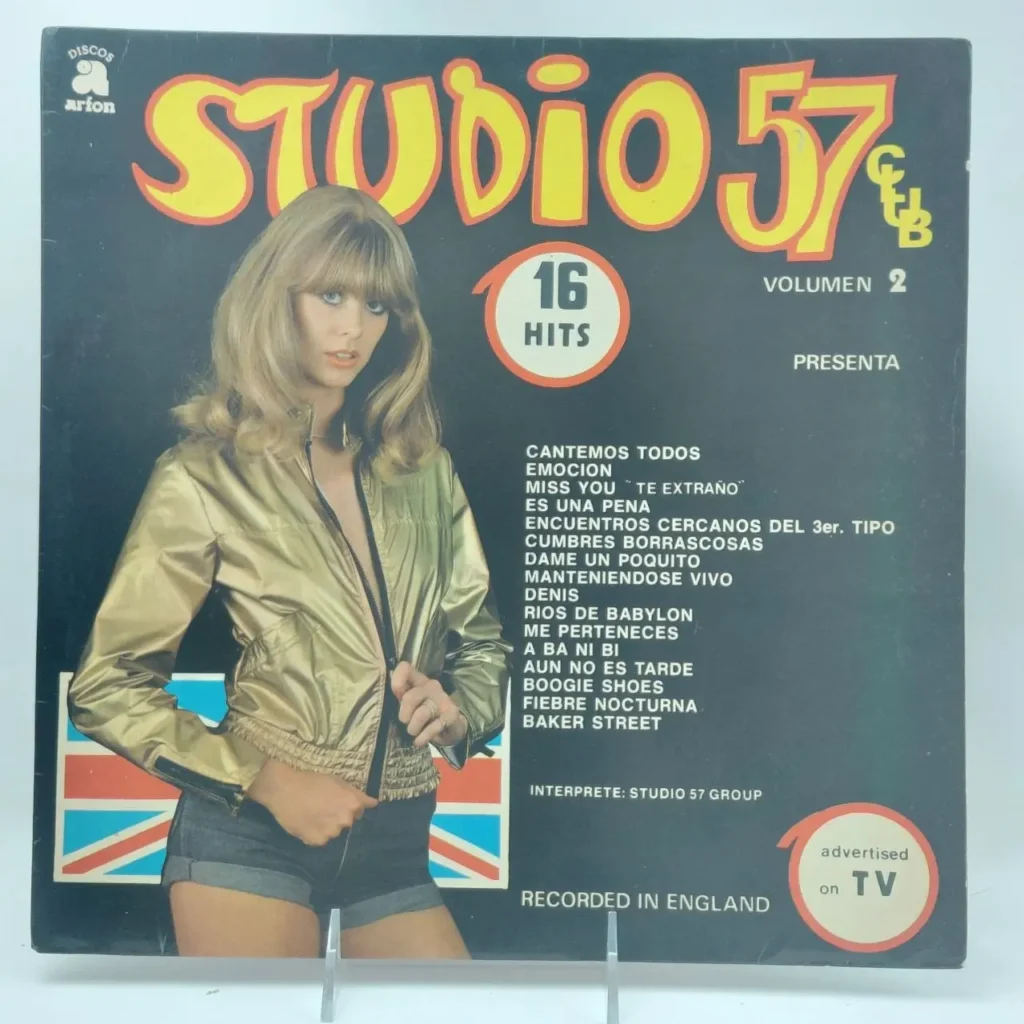 DISCOS
a
arfon
STUDIO 57
CLUB
16
HITS
VOLUMEN 2
PRESENTA
CANTEMOS TODOS
EMOCION
MISS YOU "TE EXTRAÑO"
ES UNA PENA
ENCUENTROS CERCANOS DEL 3er. TIPO
CUMBRES BORRASCOSAS
DAME UN POQUITO
MANTENIENDOSE VIVO
DENIS
RIOS DE BABYLON
ME PERTENECES
A BA NI BI
AUN NO ES TARDE
BOOGIE SHOES
FIEBRE NOCTURNA
BAKER STREET
INTERPRETE: STUDIO 57 GROUP
RECORDED IN ENGLAND
advertised
on TV